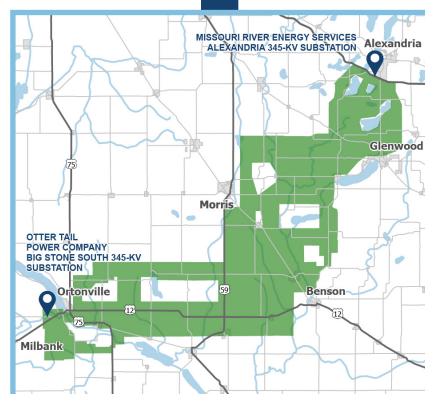 MISSOURI RIVER ENERGY SERVICES
ALEXANDRIA 345-KV SUBSTATION
Alexandria
Glenwood
75
Morris
OTTER TAIL
POWER COMPANY
BIG STONE SOUTH 345-KV
SUBSTATION
Ortonville
59
Benson
12
12
75
Milbank